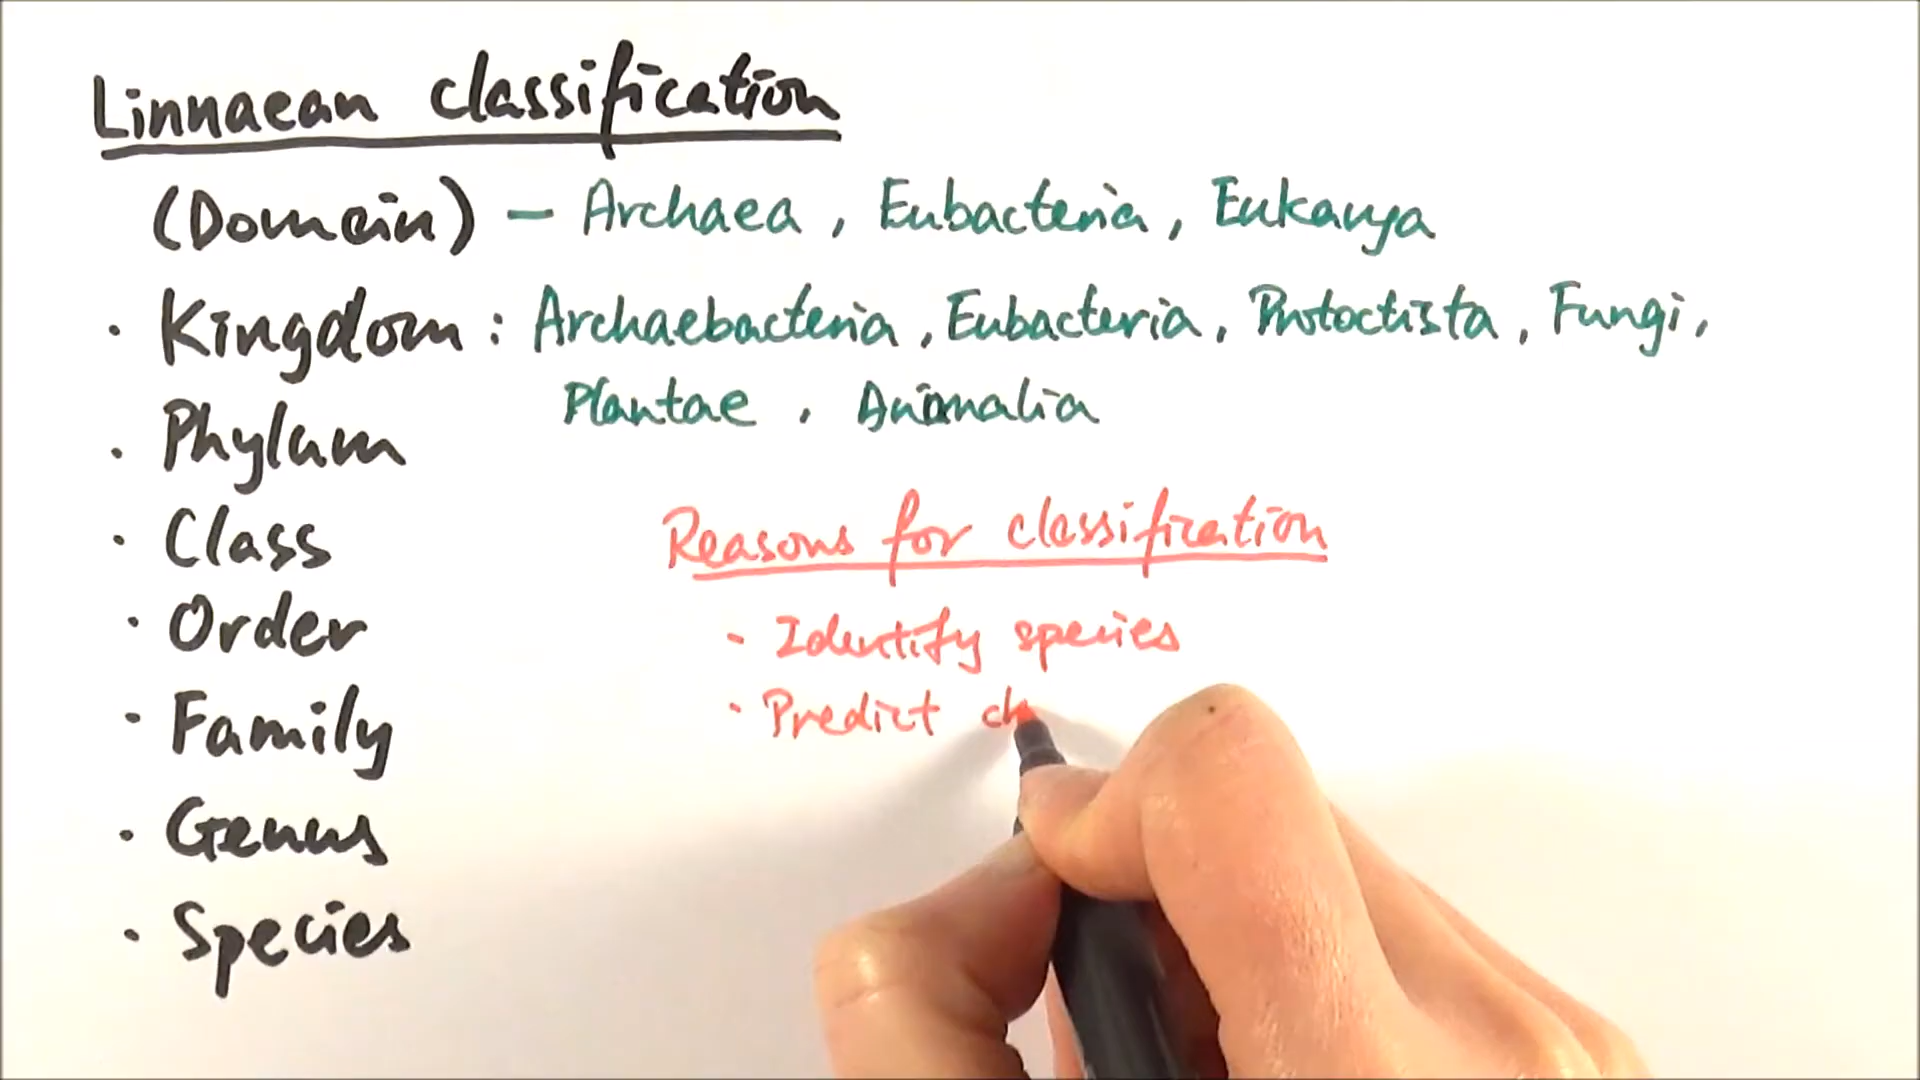 Linnaean classification
(Domain) – Archaea, Eubacteria, Eukarya
· Kingdom: Archaebacteria, Eubacteria, Protoctista, Fungi,
Plantae, Animalia
· Phylum
· Class
· Order
· Family
· Genus
· Species
Reasons for classification
· Identify species
· Predict ch